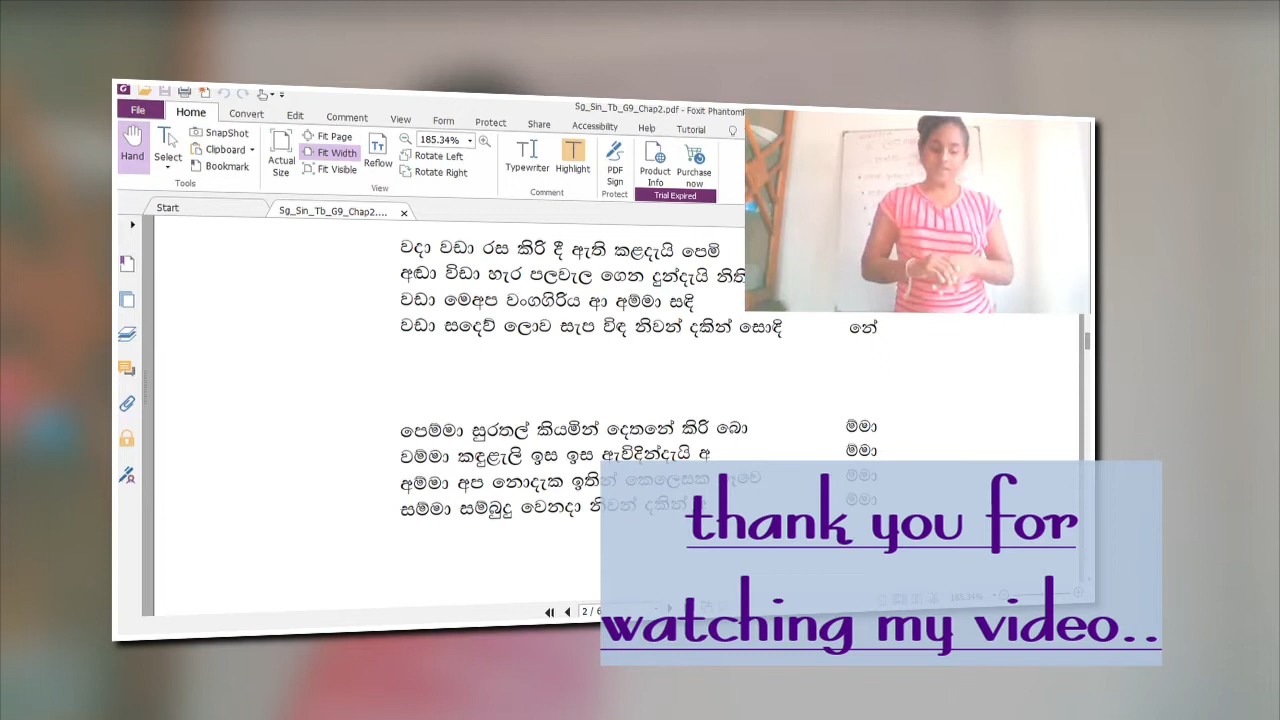 Sg_Sin_Tb_G9_Chap2.pdf - Foxit Phantom
File Home Convert Edit Comment View Form Protect Share Accessibility Help Tutorial
Hand
Select
SnapShot
Clipboard
Bookmark
Tools
Actual Size
Fit Page
Fit Width
Fit Visible
Reflow
185.34%
Rotate Left
Rotate Right
View
Typewriter
Highlight
Comment
PDF Sign
Protect
Product Info
Purchase now
Trial Expired
Start
Sg_Sin_Tb_G9_Chap2....
වදා වඩා රස කිරි දී ඇති කළදැයි පෙමි
අඬා විඩා හැර පලවැල ගෙන දුන්දැයි නිති
වඩා මෙඅප වංගගිරිය ආ අම්මා සඳි
වඩා සදෙව් ලොව සැප විඳ නිවන් දකින් සොඳි නේ
පෙම්මා සුරතල් කියමින් දෙතනේ කිරි බො ම්මා
වම්මා කඳුළැලි ඉස ඉස ඇවිදින්දැයි අ ම්මා
අම්මා අප නොදැක ඉතින් කෙලෙසක ම්මා
සම්මා සම්බුදු වෙනදා නිවන් දකින් අ ම්මා
2 / 6
185.34%
thank you for
watching my video..